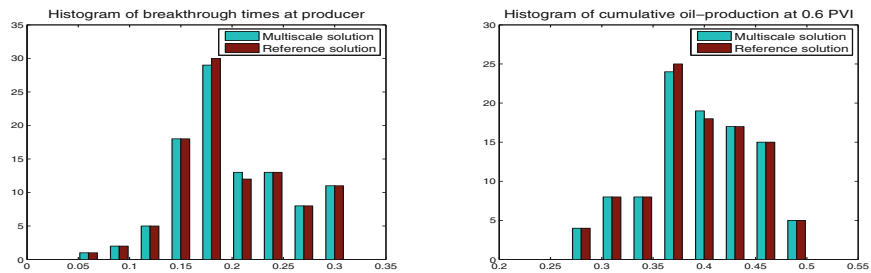 Histogram of breakthrough times at producer
35
Multiscale solution
Reference solution
30
25
20
15
10
5
0
0 0.05 0.1 0.15 0.2 0.25 0.3 0.35
Histogram of cumulative oil-production at 0.6 PVI
30
Multiscale solution
Reference solution
25
20
15
10
5
0
0.2 0.25 0.3 0.35 0.4 0.45 0.5 0.55